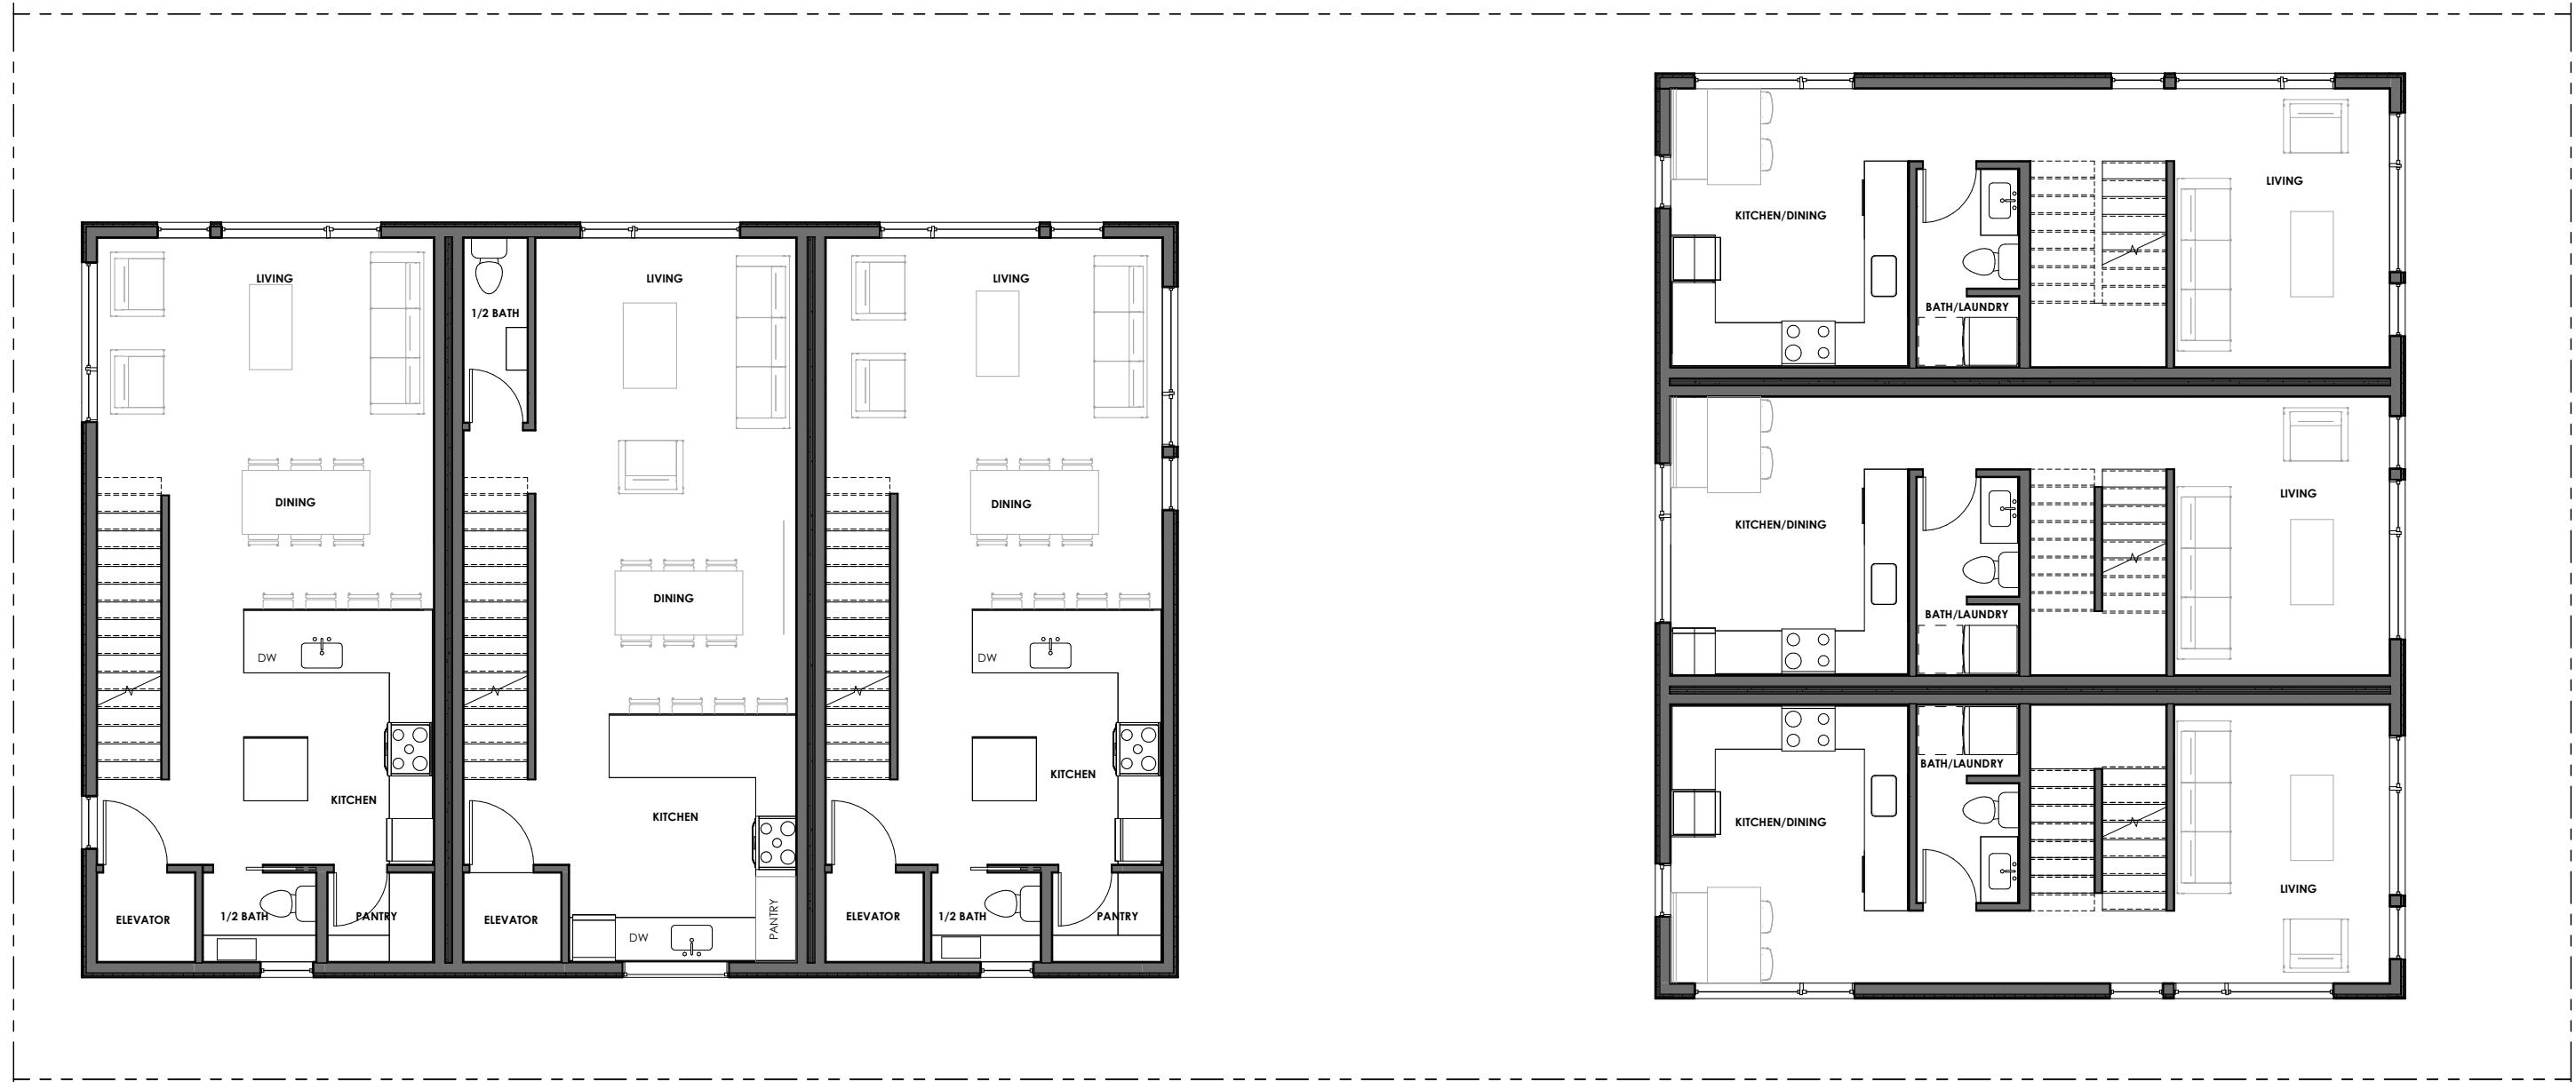 LIVING
DINING
DW
KITCHEN
ELEVATOR
1/2 BATH
PANTRY
1/2 BATH
LIVING
DINING
KITCHEN
ELEVATOR
DW
PANTRY
LIVING
DINING
DW
KITCHEN
ELEVATOR
1/2 BATH
PANTRY
KITCHEN/DINING
BATH/LAUNDRY
LIVING
KITCHEN/DINING
BATH/LAUNDRY
LIVING
KITCHEN/DINING
BATH/LAUNDRY
LIVING